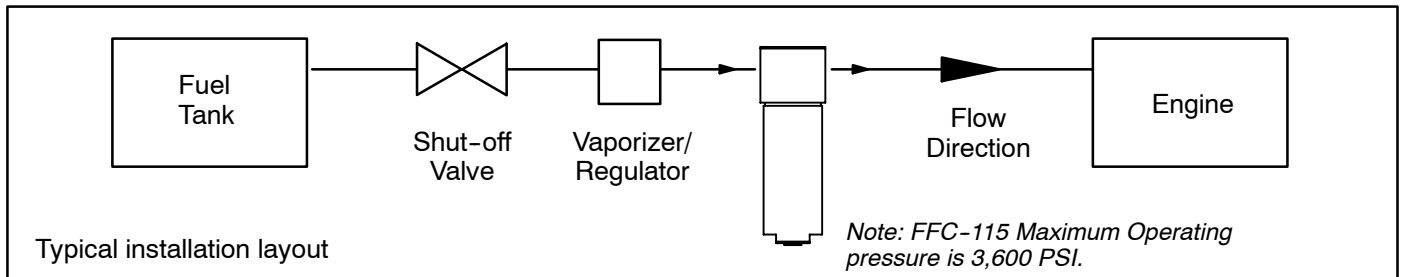 Fuel
Tank
Shut-off
Valve
Vaporizer/
Regulator
Flow
Direction
Engine
Typical installation layout
Note: FFC-115 Maximum Operating
pressure is 3,600 PSI.